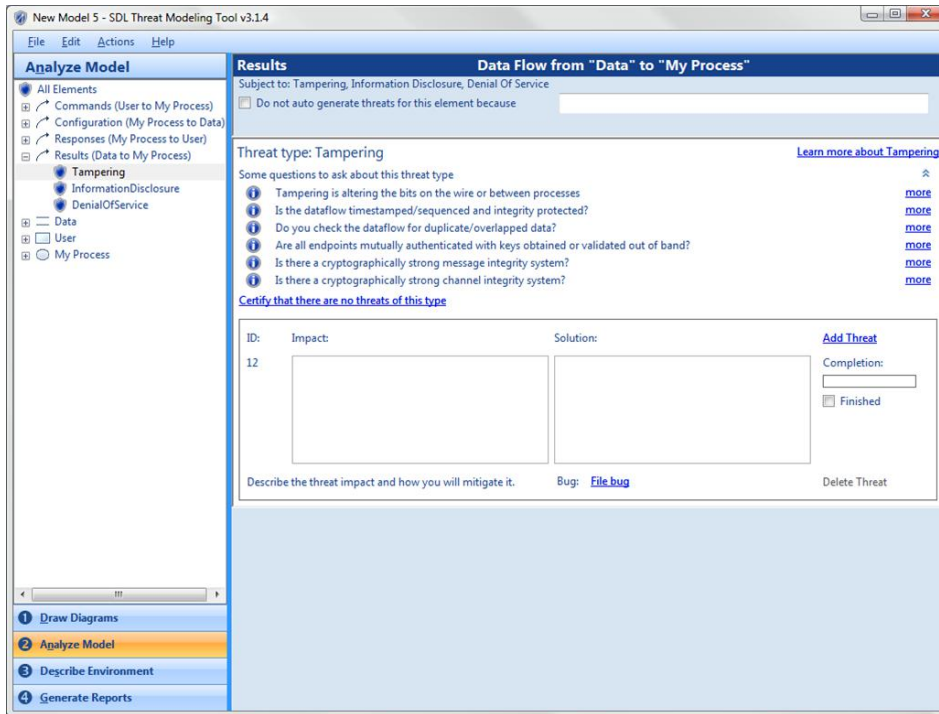 New Model 5 - SDL Threat Modeling Tool v3.1.4
File Edit Actions Help
Analyze Model
All Elements
Commands (User to My Process)
Configuration (My Process to Data)
Responses (My Process to User)
Results (Data to My Process)
Tampering
InformationDisclosure
DenialOfService
Data
User
My Process
1 Draw Diagrams
2 Analyze Model
3 Describe Environment
4 Generate Reports
Results Data Flow from "Data" to "My Process"
Subject to: Tampering, Information Disclosure, Denial Of Service
Do not auto generate threats for this element because
Threat type: Tampering Learn more about Tampering
Some questions to ask about this threat type
Tampering is altering the bits on the wire or between processes more
Is the dataflow timestamped/sequenced and integrity protected? more
Do you check the dataflow for duplicate/overlapped data? more
Are all endpoints mutually authenticated with keys obtained or validated out of band? more
Is there a cryptographically strong message integrity system? more
Is there a cryptographically strong channel integrity system? more
Certify that there are no threats of this type
ID: Impact: Solution: Add Threat
12 Completion:
Finished
Describe the threat impact and how you will mitigate it. Bug: File bug Delete Threat